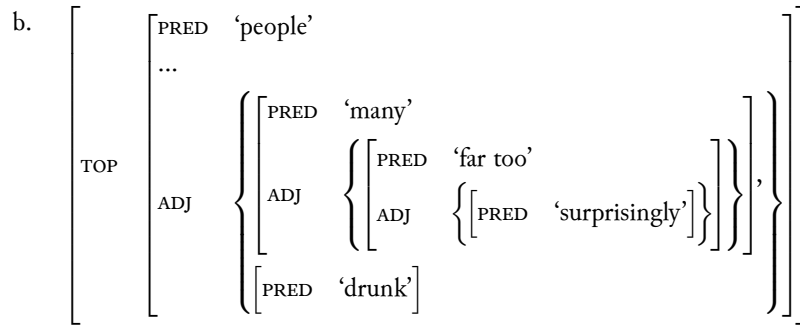 b. PRED ‘people’
...
PRED ‘many’
PRED ‘far too’
TOP
ADJ ADJ ADJ PRED ‘surprisingly’ ,
PRED ‘drunk’